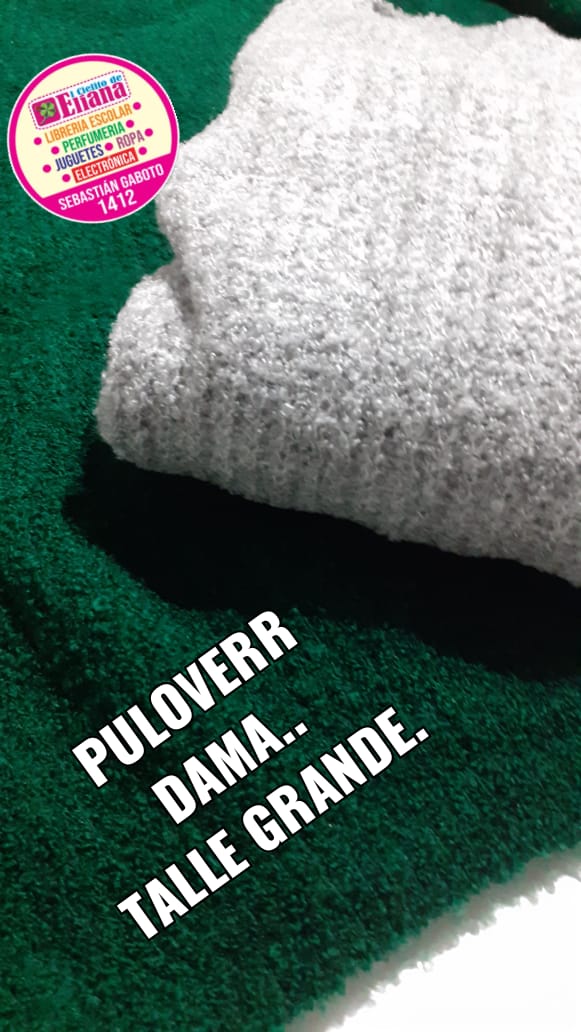 El Cielito de
Eliana
LIBRERIA ESCOLAR
PERFUMERIA
JUGUETES ROPA
ELECTRÓNICA
SEBASTIÁN GABOTO
1412
PULOVERR
DAMA..
TALLE GRANDE.